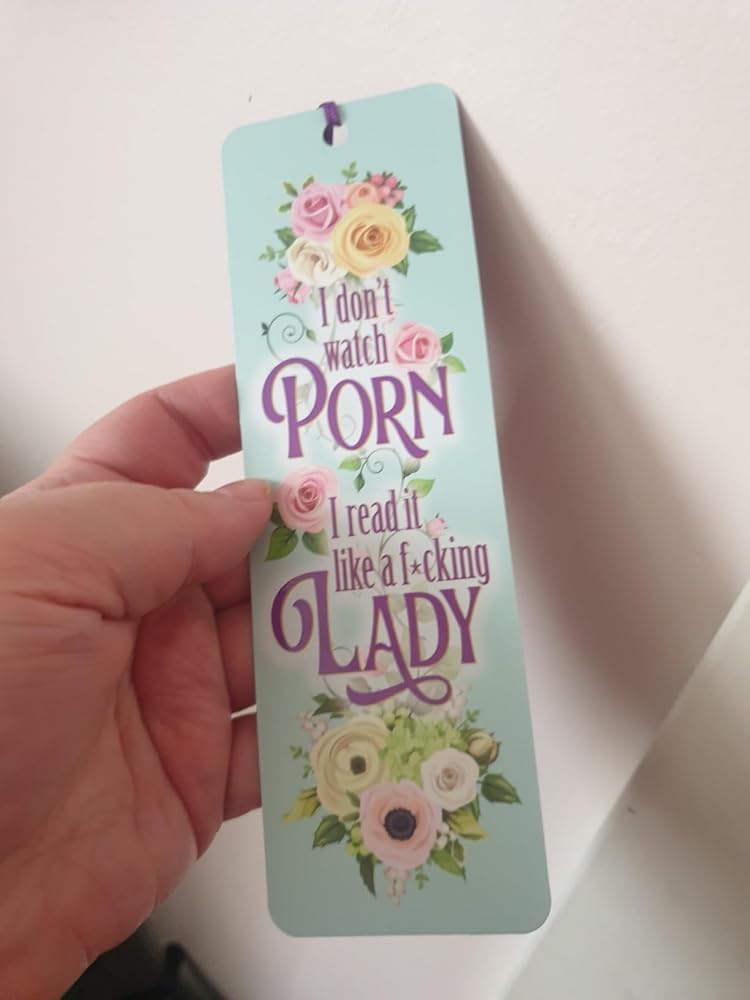 I don't
watch
PORN
I read it
like a f*cking
LADY